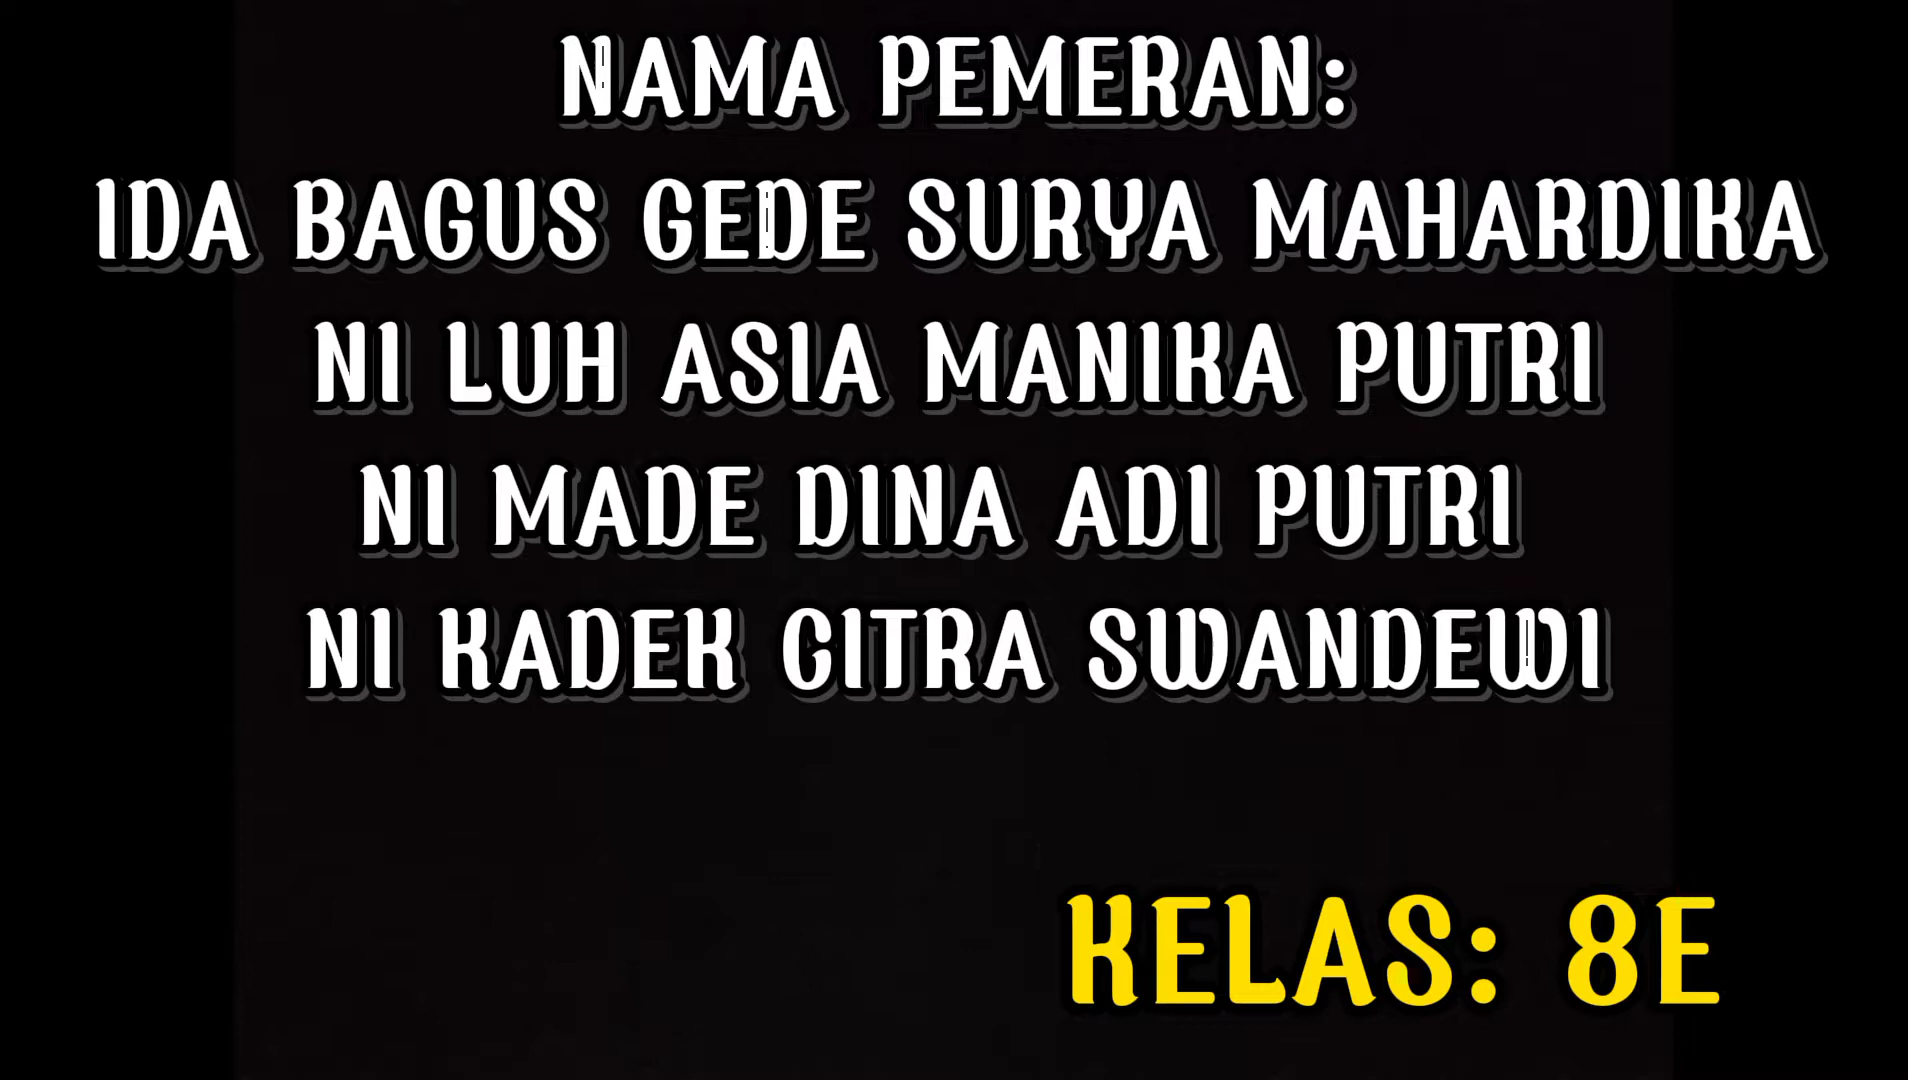 NAMA PEMERAN:
IDA BAGUS GEDE SURYA MAHARDIKA
NI LUH ASIA MANIKA PUTRI
NI MADE DINA ADI PUTRI
NI KADEK CITRA SWANDEWI
KELAS: 8E